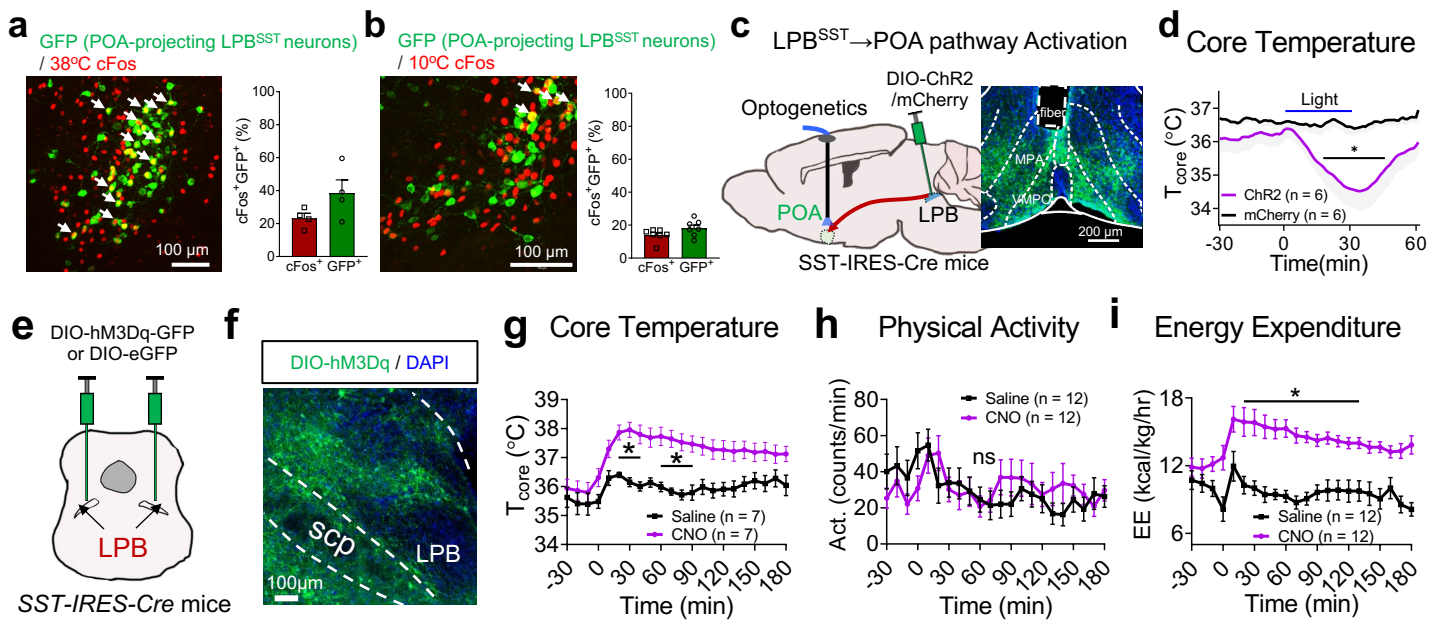 a
GFP (POA-projecting LPBSST neurons)
/ 38oC cFos
100 µm
cFos+GFP+ (%)
100
80
60
40
20
0
cFos+ GFP+
b
GFP (POA-projecting LPBSST neurons)
/ 10oC cFos
100 µm
cFos+GFP+ (%)
100
80
60
40
20
0
cFos+ GFP+
c
LPBSST→POA pathway Activation
DIO-ChR2
/mCherry
Optogenetics
POA
LPB
SST-IRES-Cre mice
fiber
MPA
VMPO
200 µm
d
Core Temperature
Light
Tcore (°C)
37
36
35
34
*
ChR2 (n = 6)
mCherry (n = 6)
-30 0 30 60
Time(min)
e
DIO-hM3Dq-GFP
or DIO-eGFP
LPB
SST-IRES-Cre mice
f
DIO-hM3Dq / DAPI
scp
LPB
100µm
g
Core Temperature
Tcore (°C)
39
38
37
36
35
34
* *
Saline (n = 7)
CNO (n = 7)
-30 0 30 60 90 120 150 180
Time (min)
h
Physical Activity
Act. (counts/min)
80
60
40
20
0
Saline (n = 12)
CNO (n = 12)
ns
-30 0 30 60 90 120 150 180
Time (min)
i
Energy Expenditure
EE (kcal/kg/hr)
18
15
12
9
6
*
Saline (n = 12)
CNO (n = 12)
-30 0 30 60 90 120 150 180
Time (min)